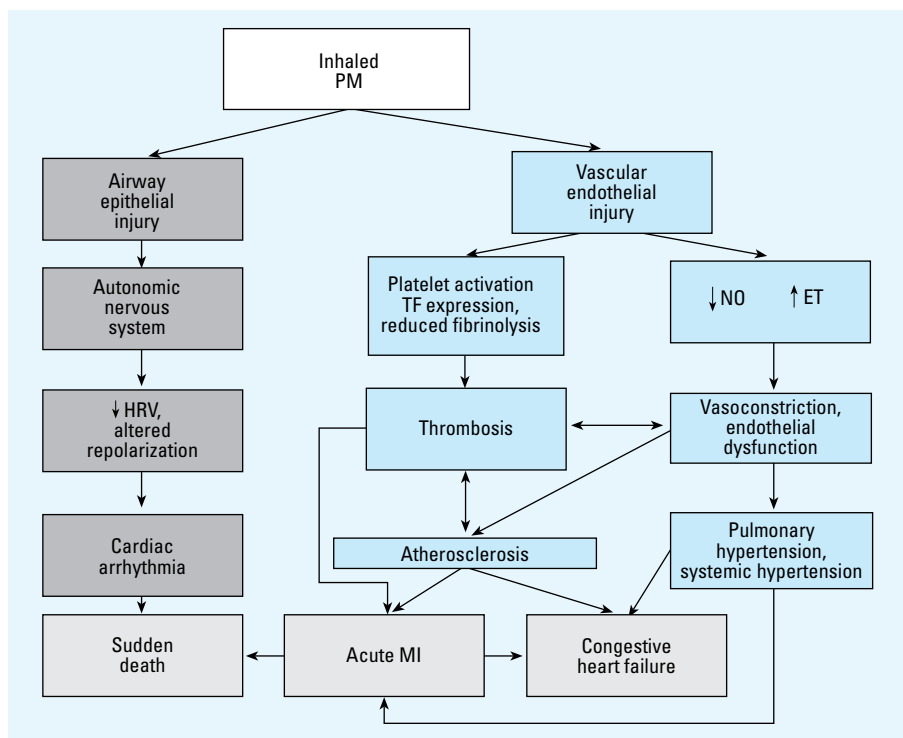 Inhaled
PM
Airway
epithelial
injury
Vascular
endothelial
injury
Autonomic
nervous
system
Platelet activation
TF expression,
reduced fibrinolysis
↓NO ↑ET
↓HRV,
altered
repolarization
Thrombosis
Vasoconstriction,
endothelial
dysfunction
Cardiac
arrhythmia
Atherosclerosis
Pulmonary
hypertension,
systemic hypertension
Sudden
death
Acute MI
Congestive
heart failure